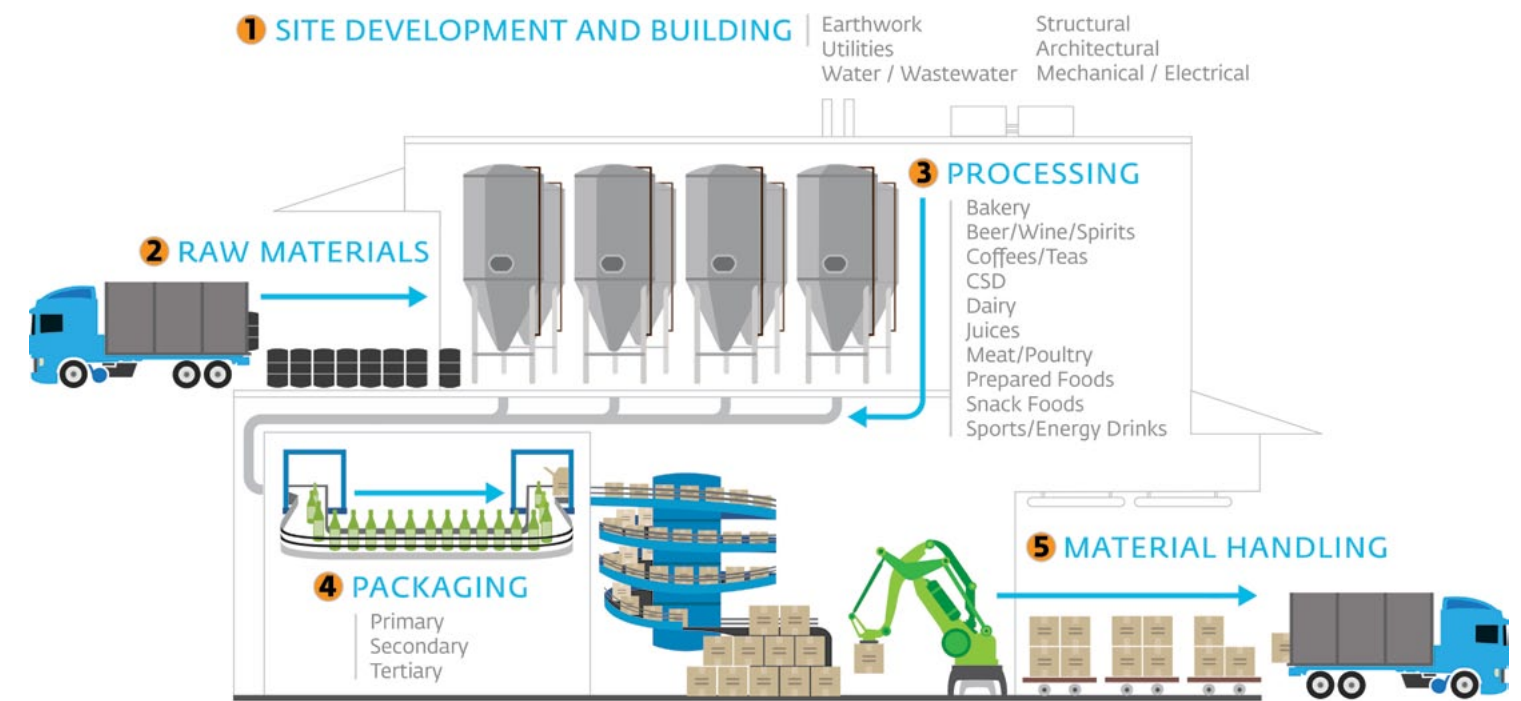 1 SITE DEVELOPMENT AND BUILDING
Earthwork
Utilities
Water / Wastewater
Structural
Architectural
Mechanical / Electrical
2 RAW MATERIALS
3 PROCESSING
Bakery
Beer/Wine/Spirits
Coffees/Teas
CSD
Dairy
Juices
Meat/Poultry
Prepared Foods
Snack Foods
Sports/Energy Drinks
4 PACKAGING
Primary
Secondary
Tertiary
5 MATERIAL HANDLING